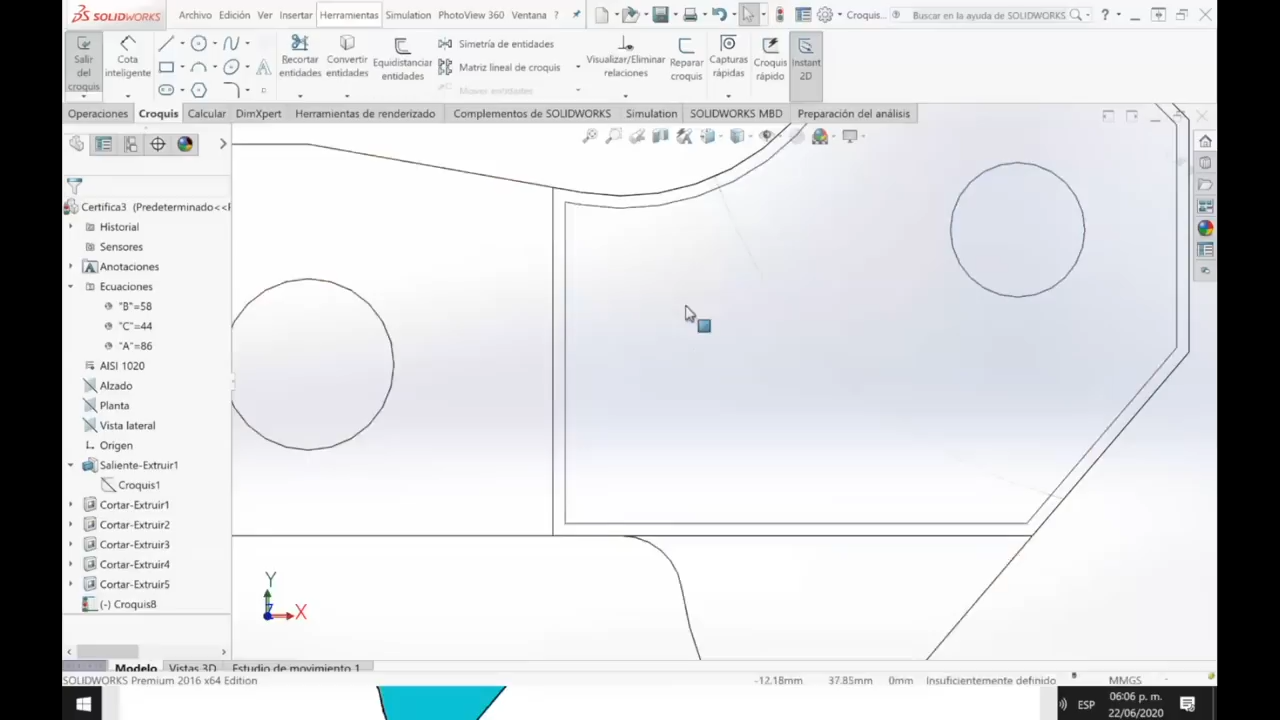 SOLIDWORKS
Archivo Edición Ver Insertar Herramientas Simulation PhotoView 360 Ventana ?
Croquis...
Buscar en la ayuda de SOLIDWORKS
?
Salir del croquis
Cota inteligente
Recortar entidades
Convertir entidades
Equidistanciar entidades
Simetría de entidades
Matriz lineal de croquis
Mover entidades
Visualizar/Eliminar relaciones
Reparar croquis
Capturas rápidas
Croquis rápido
Instant 2D
Operaciones Croquis Calcular DimXpert Herramientas de renderizado Complementos de SOLIDWORKS Simulation SOLIDWORKS MBD Preparación del análisis
Certifica3 (Predeterminado<<
Historial
Sensores
Anotaciones
Ecuaciones
"B"=58
"C"=44
"A"=86
AISI 1020
Alzado
Planta
Vista lateral
Origen
Saliente-Extruir1
Croquis1
Cortar-Extruir1
Cortar-Extruir2
Cortar-Extruir3
Cortar-Extruir4
Cortar-Extruir5
(-) Croquis8
Y
Z X
Modelo Vistas 3D Estudio de movimiento 1
SOLIDWORKS Premium 2016 x64 Edition -12.18mm 37.85mm 0mm Insuficientemente definido MMGS
ESP
06:06 p. m.
22/06/2020